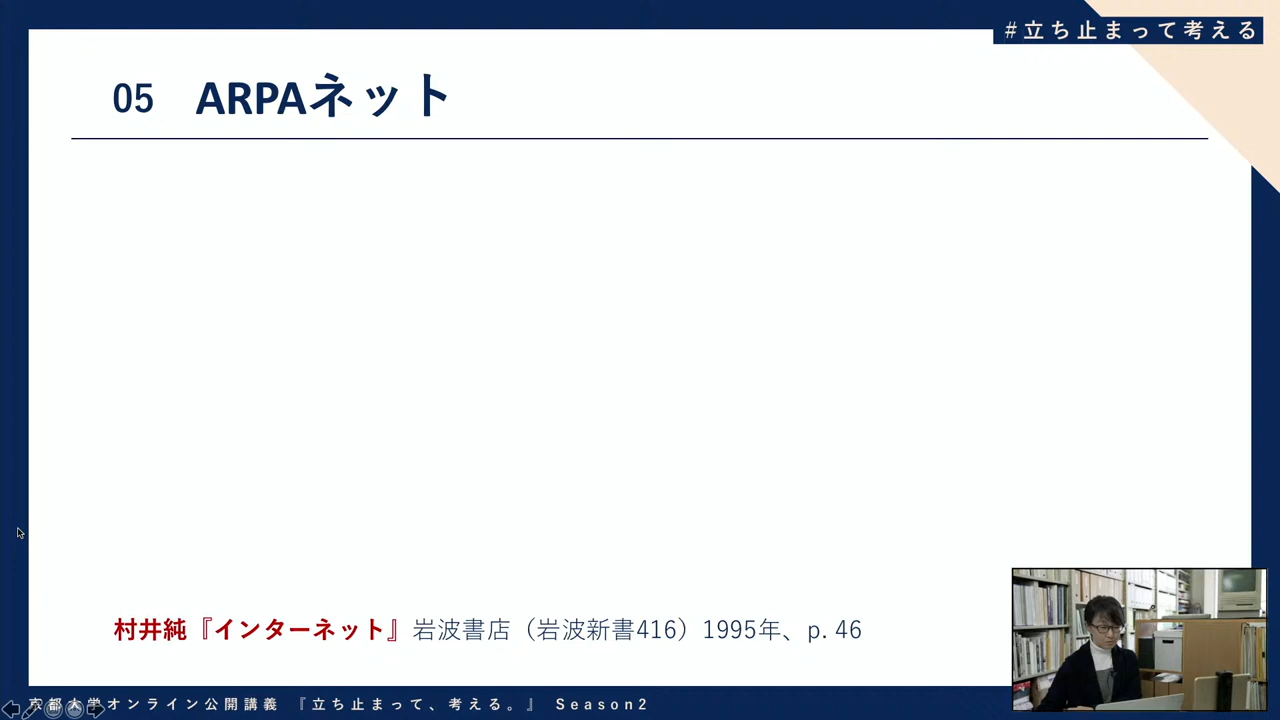 #立ち止まって考える
05 ARPAネット
村井純『インターネット』岩波書店（岩波新書416）1995年、p.46
京都大学オンライン公開講義 『立ち止まって、考える。』 Season2